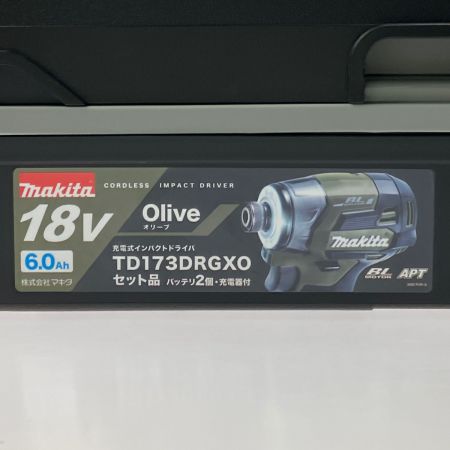 makita
CORDLESS IMPACT DRIVER
18V
Olive
オリーブ
6.0Ah
充電式インパクトドライバ
TD173DRGXO
株式会社マキタ
セット品 バッテリ2個・充電器付
BL
makita
BL MOTOR
APT